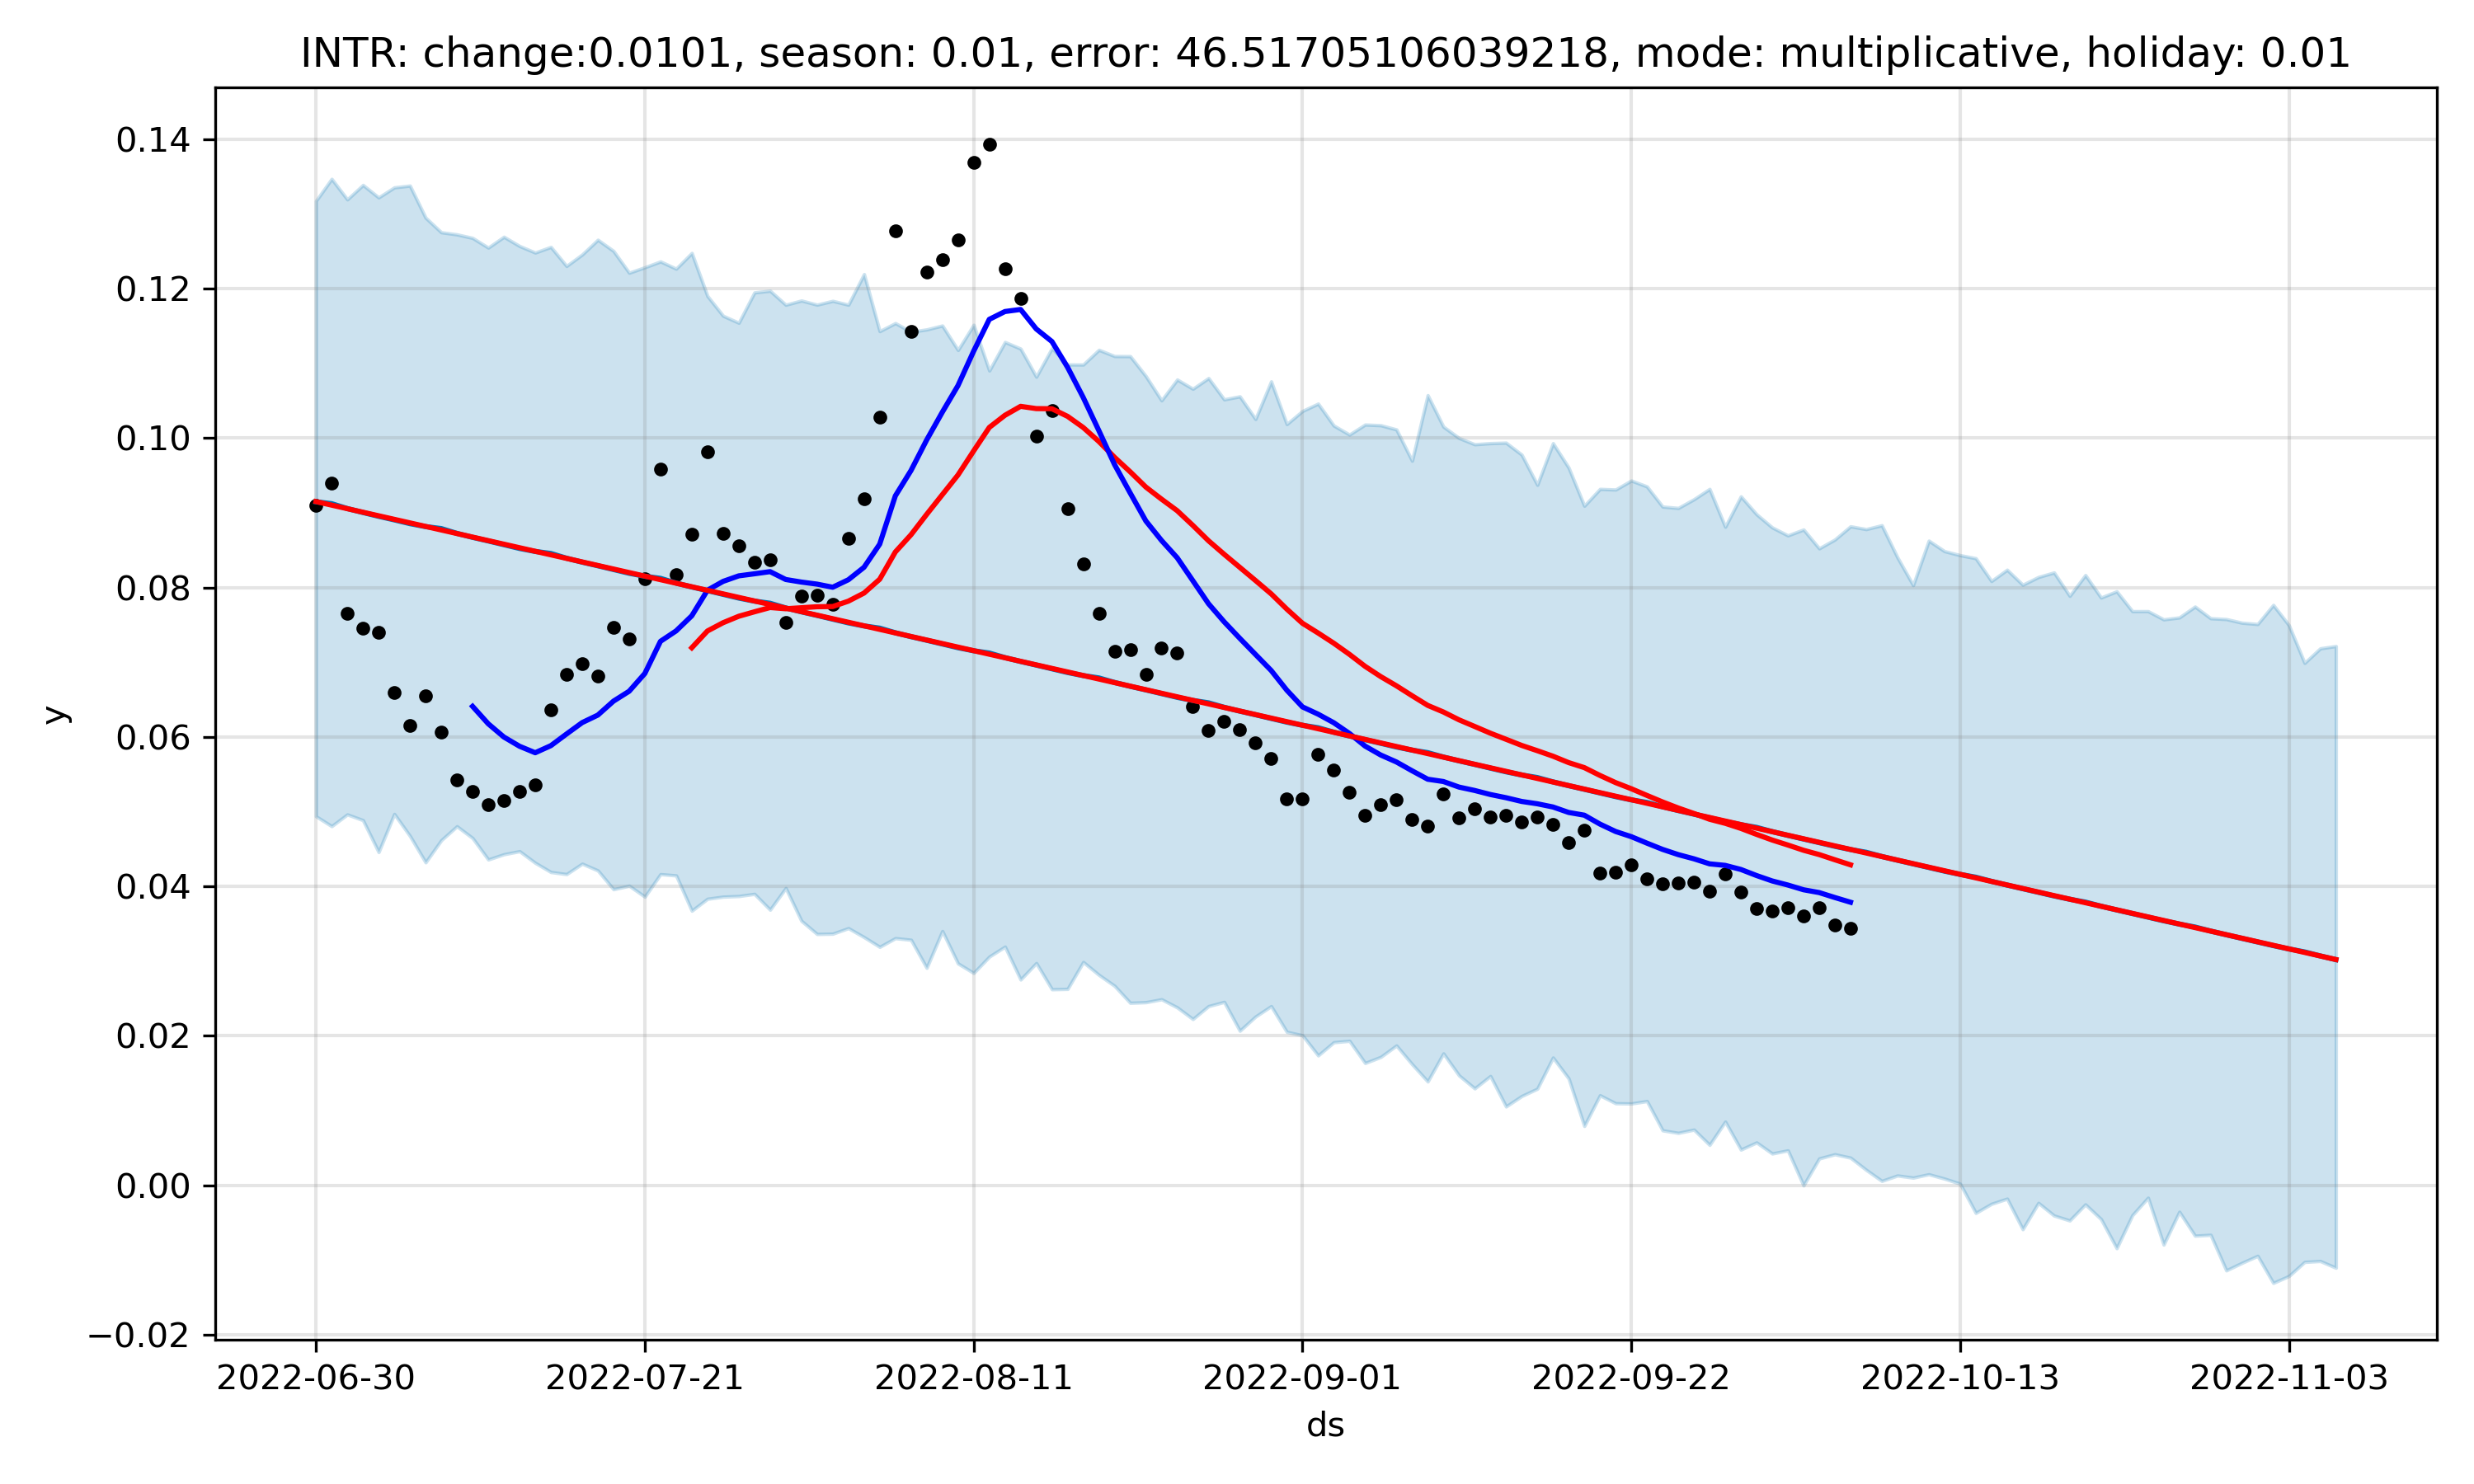 INTR: change:0.0101, season: 0.01, error: 46.51705106039218, mode: multiplicative, holiday: 0.01
0.14
0.12
0.10
0.08
0.06
0.04
0.02
0.00
−0.02
y
2022-06-30 2022-07-21 2022-08-11 2022-09-01 2022-09-22 2022-10-13 2022-11-03
ds